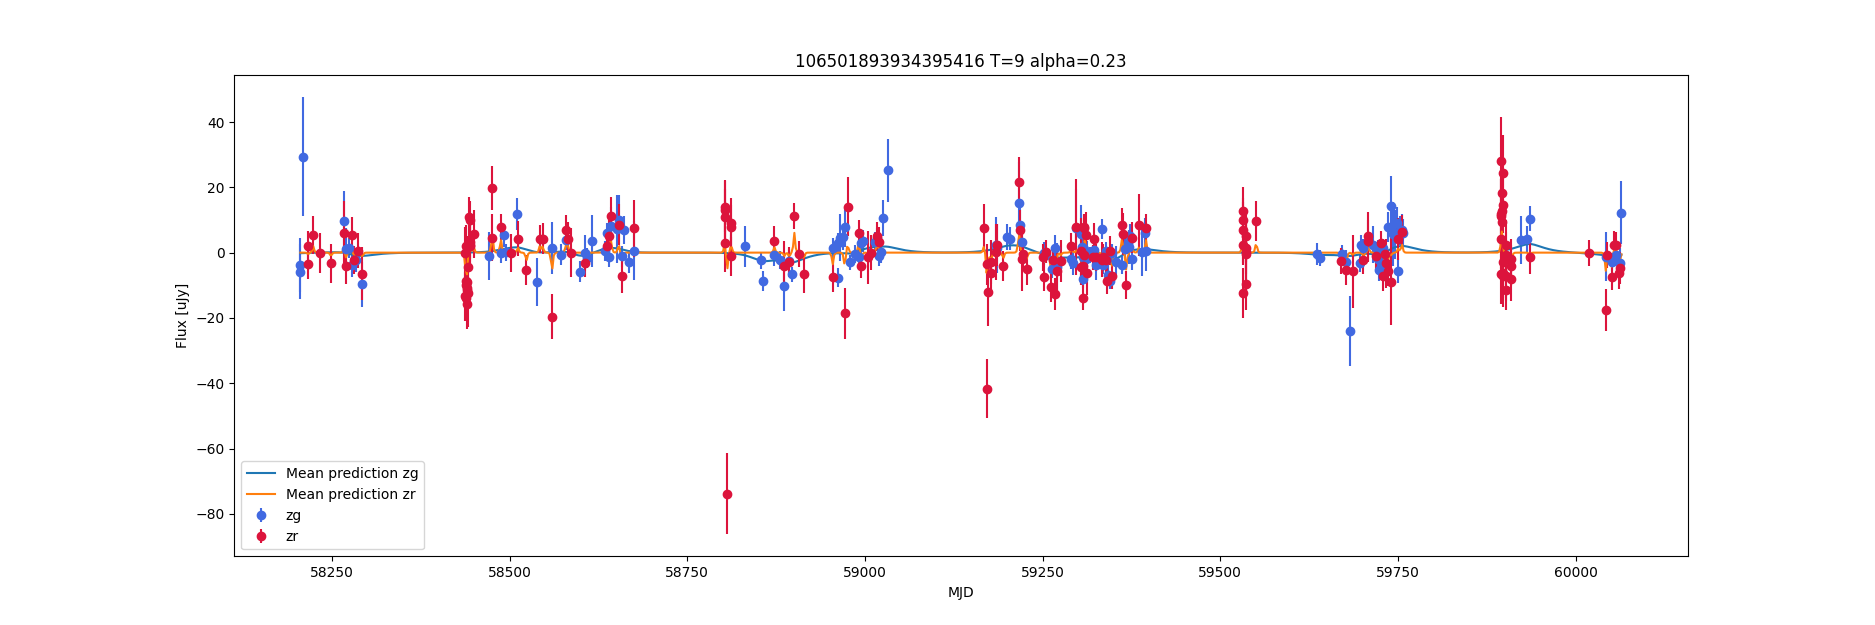 106501893934395416 T=9 alpha=0.23
Flux [uJy]
40
20
0
−20
−40
−60
−80
Mean prediction zg
Mean prediction zr
zg
zr
58250 58500 58750 59000 59250 59500 59750 60000
MJD